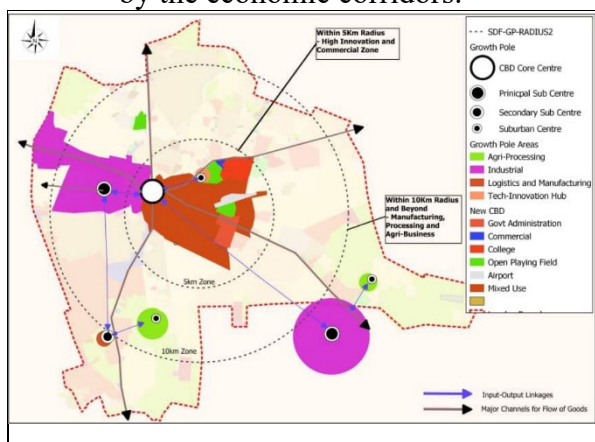 by the economic corridors.
Within 5Km Radius
- High Innovation and
Commercial Zone
Within 10Km Radius
and Beyond
- Manufacturing,
Processing and
Agri-Business
5km Zone
10km Zone
SDF-GP-RADIUS2
Growth Pole
CBD Core Centre
Prinicpal Sub Centre
Secondary Sub Centre
Suburban Centre
Growth Pole Areas
Agri-Processing
Industrial
Logistics and Manufacturing
Tech-Innovation Hub
New CBD
Govt Administration
Commercial
College
Open Playing Field
Airport
Mixed Use
Input-Output Linkages
Major Channels for Flow of Goods